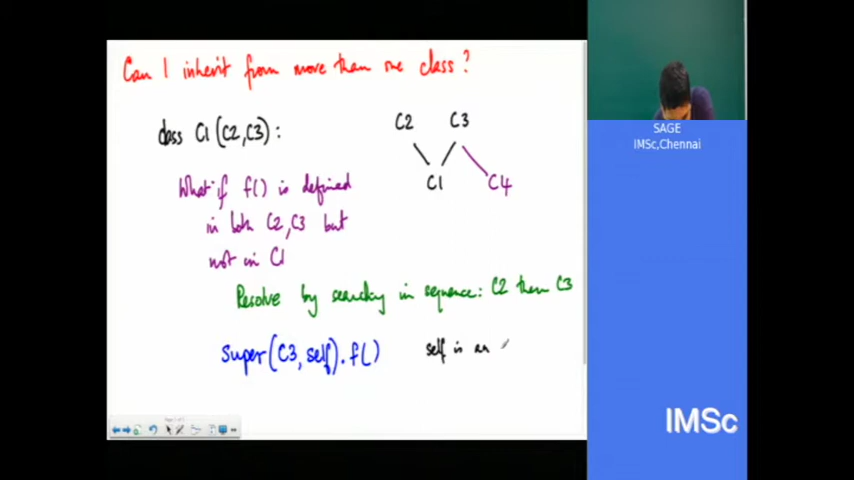 Can I inherit from more than one class?
class C1(C2,C3):
C2 C3
C1 C4
What if f() is defined
in both C2,C3 but
not in C1
Resolve by searching in sequence: C2 then C3
super(C3, self).f()
self is an
SAGE
IMSc,Chennai
IMSc